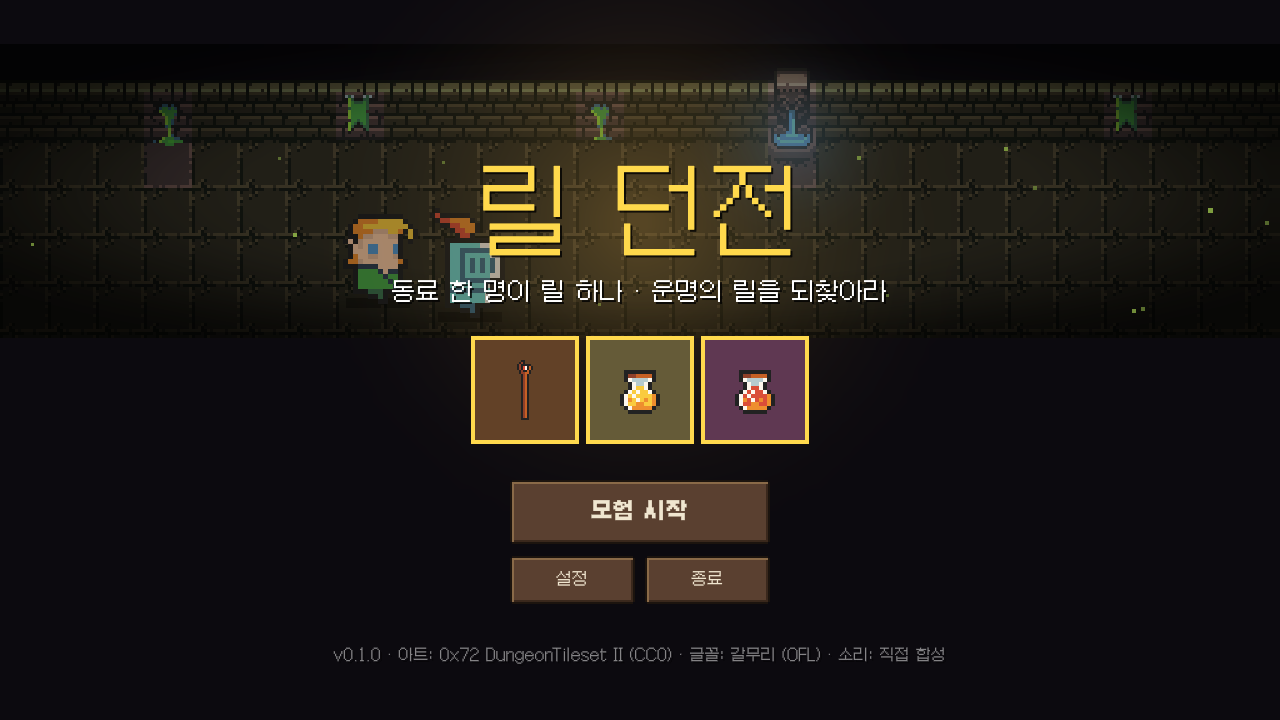 릴 던전
동료 한 명이 릴 하나 · 운명의 릴을 되찾아라
모험 시작
설정
종료
v0.1.0 · 아트: 0x72 DungeonTileset II (CC0) · 글꼴: 갈무리 (OFL) · 소리: 직접 합성